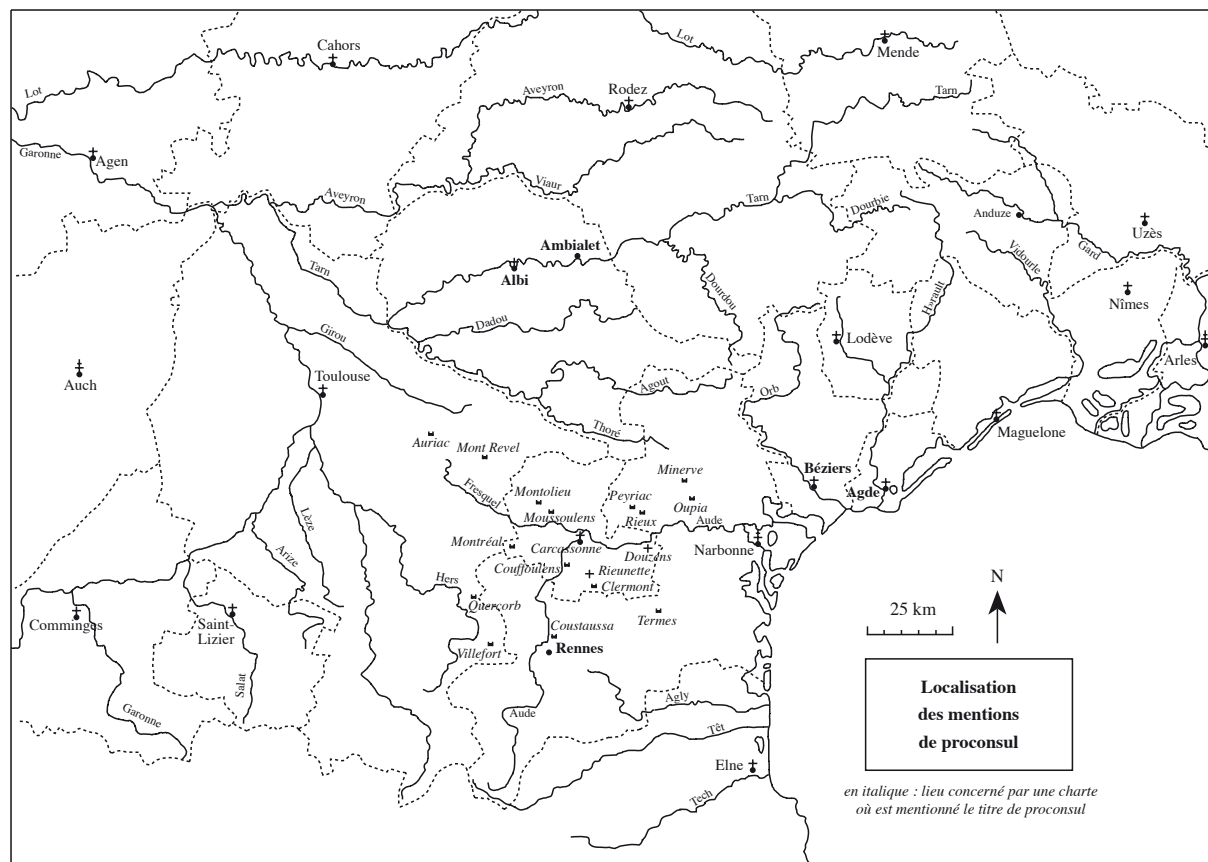 Cahors
Lot
Mende
Lot
Aveyron
Rodez
Tarn
Garonne
Agen
Viaur
Aveyron
Tarn
Dourbie
Anduze
Uzès
Gard
Vidourle
Ambialet
Albi
Tarn
Dourdou
Hérault
Nîmes
Dadou
Girou
Lodève
Arles
Auch
Toulouse
Agout
Orb
Maguelone
Thoré
Auriac
Mont Revel
Minerve
Béziers
Agde
Fresquel
Montolieu
Peyriac
Oupia
Moussoulens
Rieux
Aude
Lèze
Arize
Montréal
Carcassonne
Douzens
Narbonne
Couffoulens
Rieunette
Clermont
Hers
Quercorb
Termes
Comminges
Saint-
Lizier
Coustaussa
Rennes
Villefort
Salat
Garonne
Aude
Agly
Têt
Elne
Tech
25 km
N
Localisation
des mentions
de proconsul
en italique : lieu concerné par une charte
où est mentionné le titre de proconsul